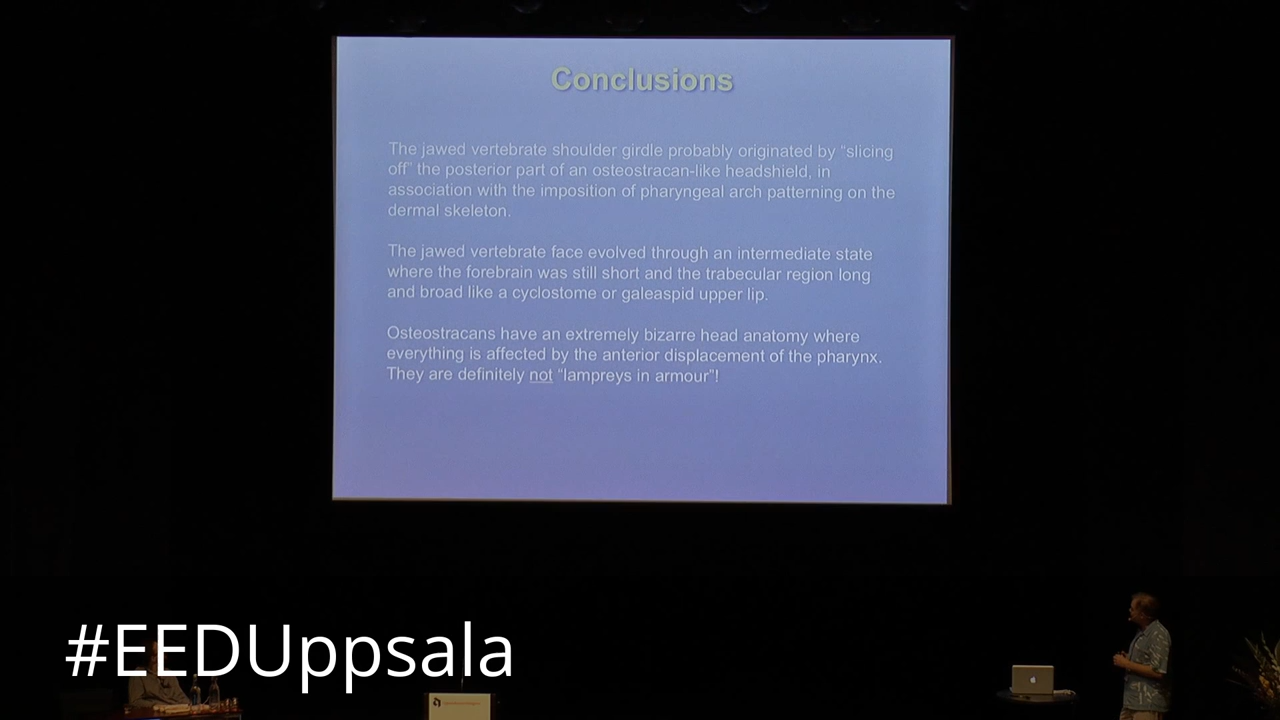 Conclusions
The jawed vertebrate shoulder girdle probably originated by "slicing
off" the posterior part of an osteostracan-like headshield, in
association with the imposition of pharyngeal arch patterning on the
dermal skeleton.
The jawed vertebrate face evolved through an intermediate state
where the forebrain was still short and the trabecular region long
and broad like a cyclostome or galeaspid upper lip.
Osteostracans have an extremely bizarre head anatomy where
everything is affected by the anterior displacement of the pharynx.
They are definitely not "lampreys in armour"!
#EEDUppsala